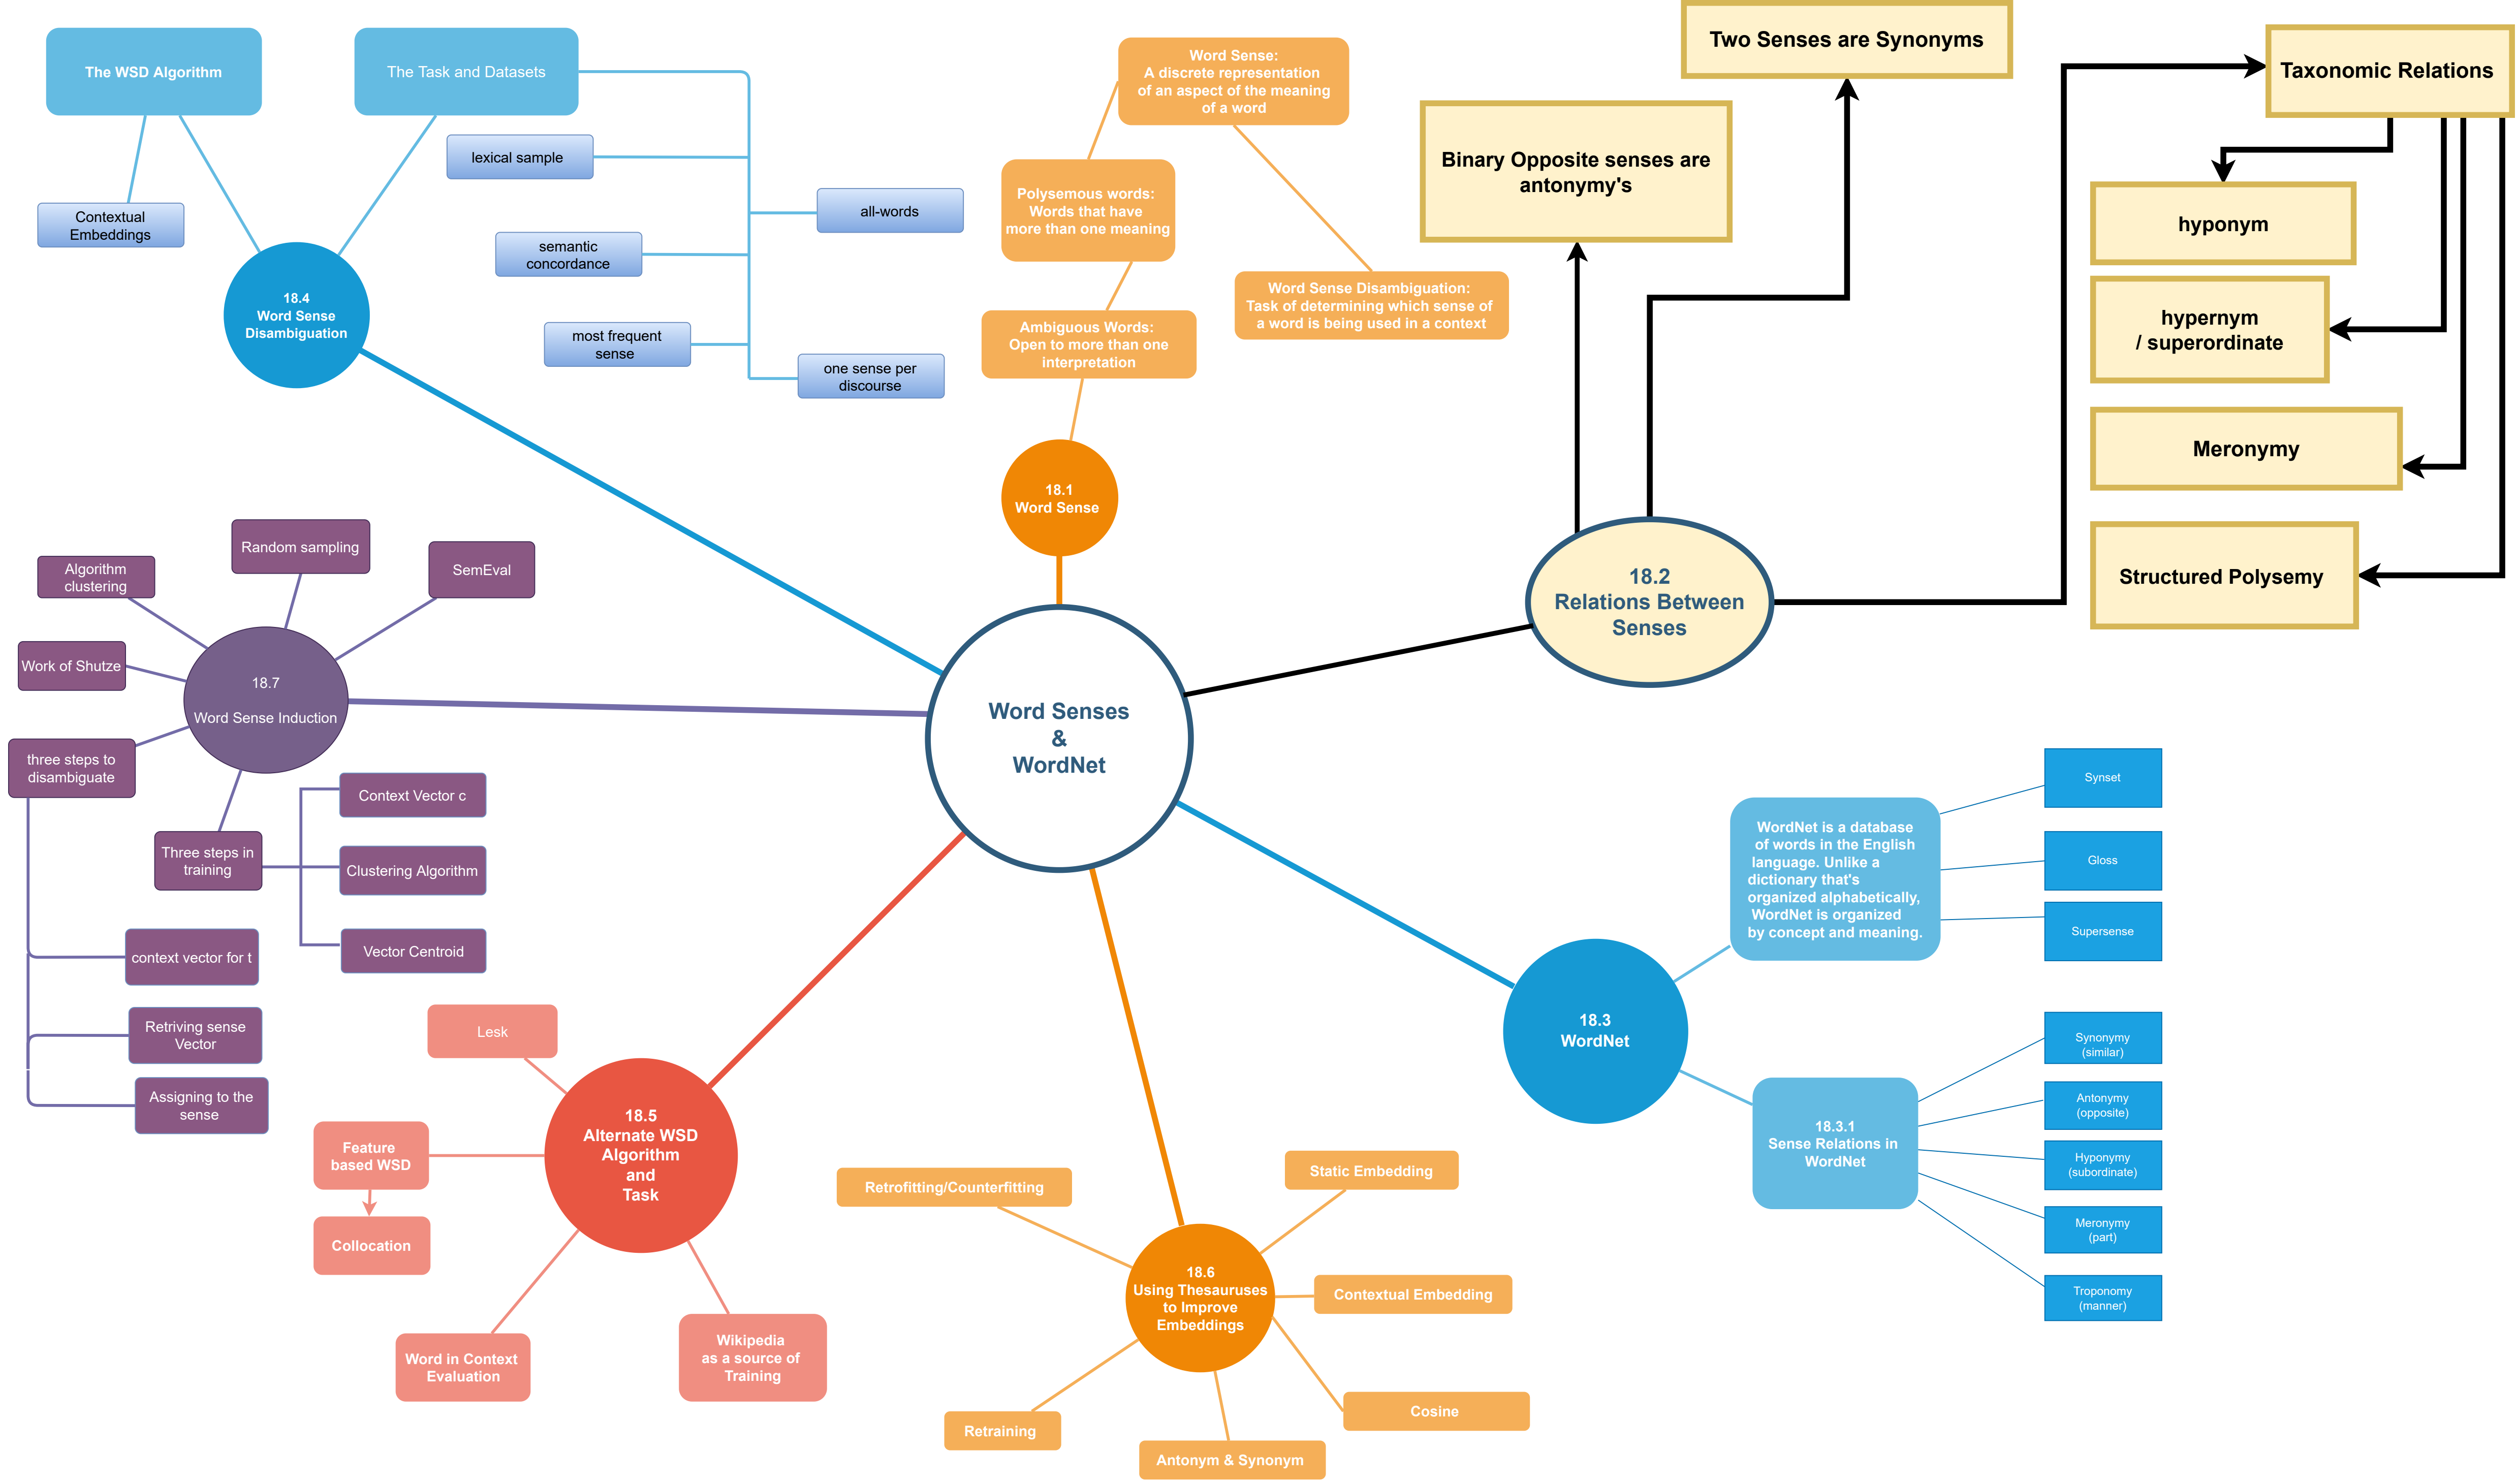 The WSD Algorithm
The Task and Datasets
lexical sample
all-words
Contextual
Embeddings
semantic
concordance
most frequent
sense
one sense per
discourse
18.4
Word Sense
Disambiguation
Word Sense:
A discrete representation
of an aspect of the meaning
of a word
Polysemous words:
Words that have
more than one meaning
Word Sense Disambiguation:
Task of determining which sense of
a word is being used in a context
Ambiguous Words:
Open to more than one
interpretation
18.1
Word Sense
Two Senses are Synonyms
Binary Opposite senses are
antonymy's
Taxonomic Relations
hyponym
hypernym
/ superordinate
Meronymy
Structured Polysemy
18.2
Relations Between
Senses
Random sampling
SemEval
Algorithm
clustering
Work of Shutze
18.7
Word Sense Induction
three steps to
disambiguate
Three steps in
training
Context Vector c
Clustering Algorithm
Vector Centroid
context vector for t
Retriving sense
Vector
Assigning to the
sense
Word Senses
&
WordNet
WordNet is a database
of words in the English
language. Unlike a
dictionary that's
organized alphabetically,
WordNet is organized
by concept and meaning.
Synset
Gloss
Supersense
18.3
WordNet
18.3.1
Sense Relations in
WordNet
Synonymy
(similar)
Antonymy
(opposite)
Hyponymy
(subordinate)
Meronymy
(part)
Troponomy
(manner)
Lesk
18.5
Alternate WSD
Algorithm
and
Task
Feature
based WSD
Collocation
Word in Context
Evaluation
Wikipedia
as a source of
Training
Retrofitting/Counterfitting
Static Embedding
18.6
Using Thesauruses
to Improve
Embeddings
Contextual Embedding
Cosine
Retraining
Antonym & Synonym